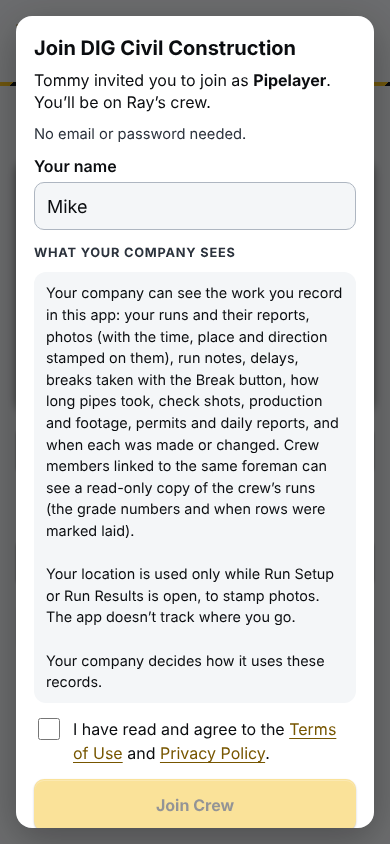 Join DIG Civil Construction
Tommy invited you to join as Pipelayer.
You’ll be on Ray’s crew.
No email or password needed.
Your name
Mike
WHAT YOUR COMPANY SEES
Your company can see the work you record
in this app: your runs and their reports,
photos (with the time, place and direction
stamped on them), run notes, delays,
breaks taken with the Break button, how
long pipes took, check shots, production
and footage, permits and daily reports, and
when each was made or changed. Crew
members linked to the same foreman can
see a read-only copy of the crew’s runs
(the grade numbers and when rows were
marked laid).
Your location is used only while Run Setup
or Run Results is open, to stamp photos.
The app doesn’t track where you go.
Your company decides how it uses these
records.
I have read and agree to the Terms
of Use and Privacy Policy.
Join Crew